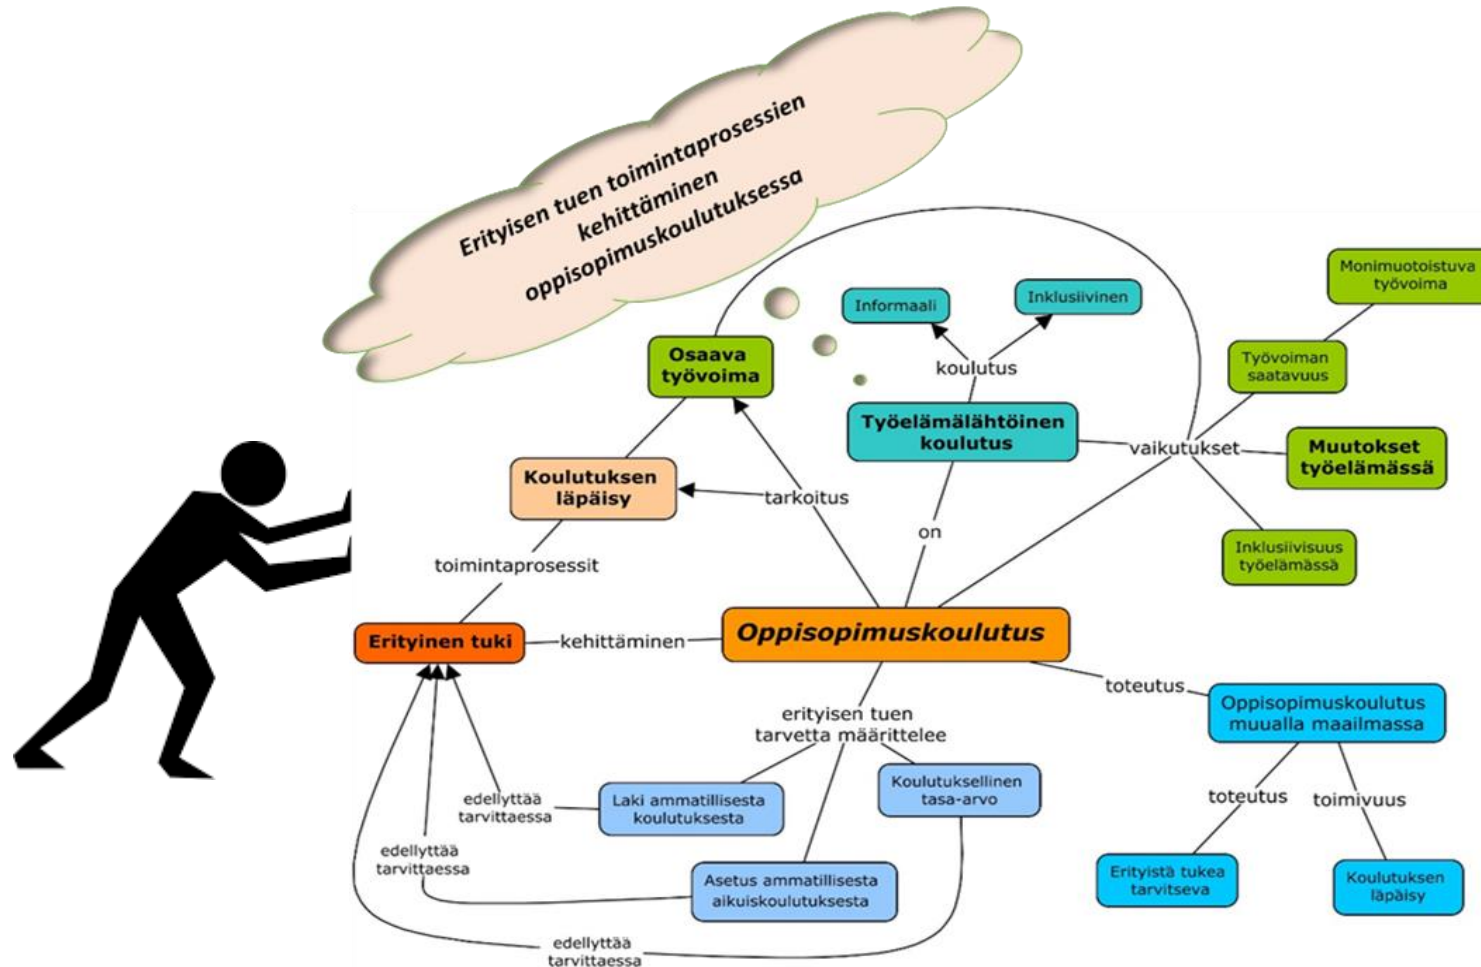 Erityisen tuen toimintaprosessien
kehittäminen
oppisopimuskoulutuksessa
Osaava
työvoima
Informaali
Inklusiivinen
koulutus
Työelämälähtöinen
koulutus
Monimuotoistuva
työvoima
Työvoiman
saatavuus
vaikutukset
Muutokset
työelämässä
Inklusiivisuus
työelämässä
Koulutuksen
läpäisy
tarkoitus
on
toimintaprosessit
Erityinen tuki
kehittäminen
Oppisopimuskoulutus
toteutus
Oppisopimuskoulutus
muualla maailmassa
toteutus
toimivuus
Erityistä tukea
tarvitseva
Koulutuksen
läpäisy
erityisen tuen
tarvetta määrittelee
Laki ammatillisesta
koulutuksesta
Koulutuksellinen
tasa-arvo
Asetus ammatillisesta
aikuiskoulutuksesta
edellyttää
tarvittaessa
edellyttää
tarvittaessa
edellyttää
tarvittaessa